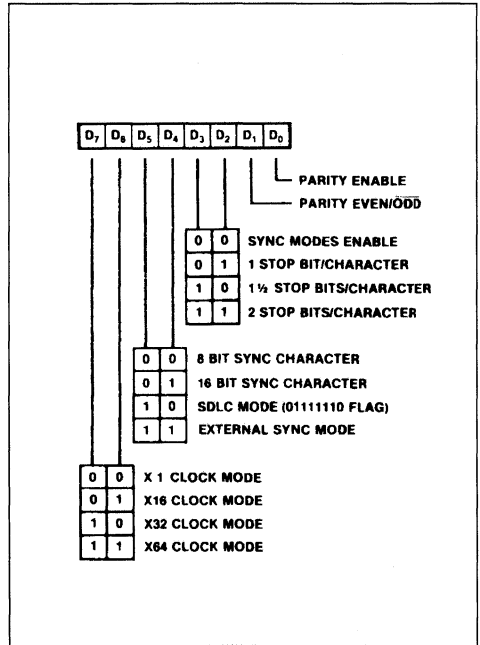 D7 D6 D5 D4 D3 D2 D1 D0
PARITY ENABLE
PARITY EVEN/O̅D̅D̅
0 0 SYNC MODES ENABLE
0 1 1 STOP BIT/CHARACTER
1 0 1 ½ STOP BITS/CHARACTER
1 1 2 STOP BITS/CHARACTER
0 0 8 BIT SYNC CHARACTER
0 1 16 BIT SYNC CHARACTER
1 0 SDLC MODE (01111110 FLAG)
1 1 EXTERNAL SYNC MODE
0 0 X 1 CLOCK MODE
0 1 X16 CLOCK MODE
1 0 X32 CLOCK MODE
1 1 X64 CLOCK MODE